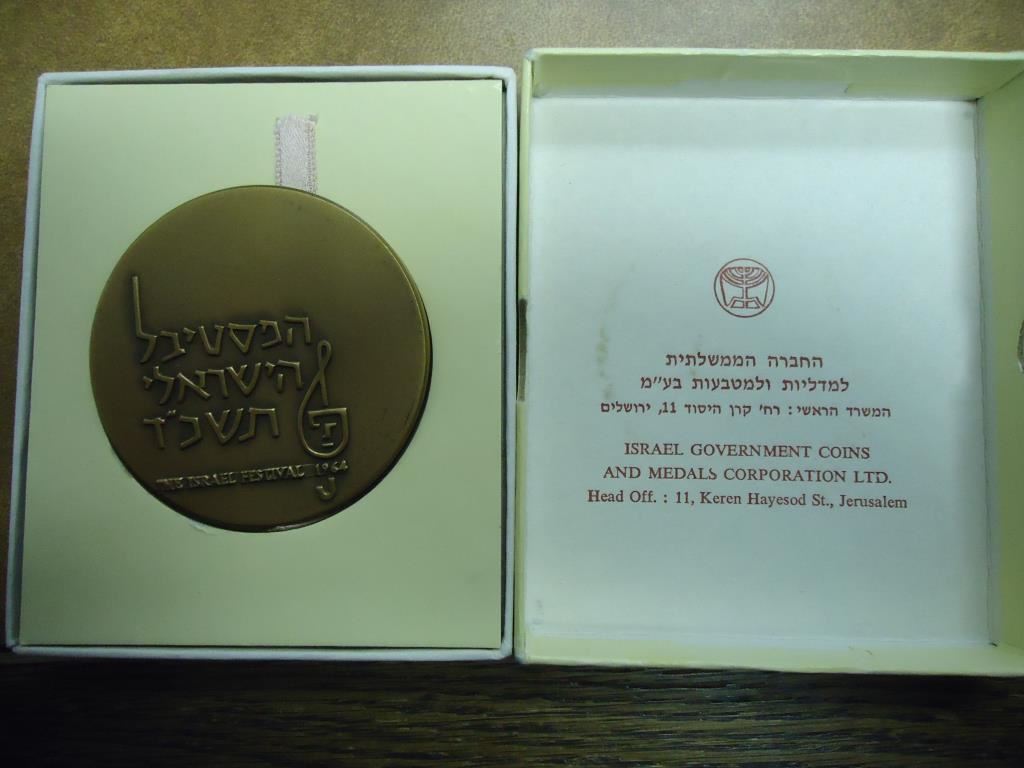 הפסטיבל
הישראלי
תשכ"ד
THE ISRAEL FESTIVAL 1964
החברה הממשלתית
למדליות ולמטבעות בע"מ
המשרד הראשי: רח' קרן היסוד 11, ירושלים
ISRAEL GOVERNMENT COINS
AND MEDALS CORPORATION LTD.
Head Off. : 11, Keren Hayesod St., Jerusalem